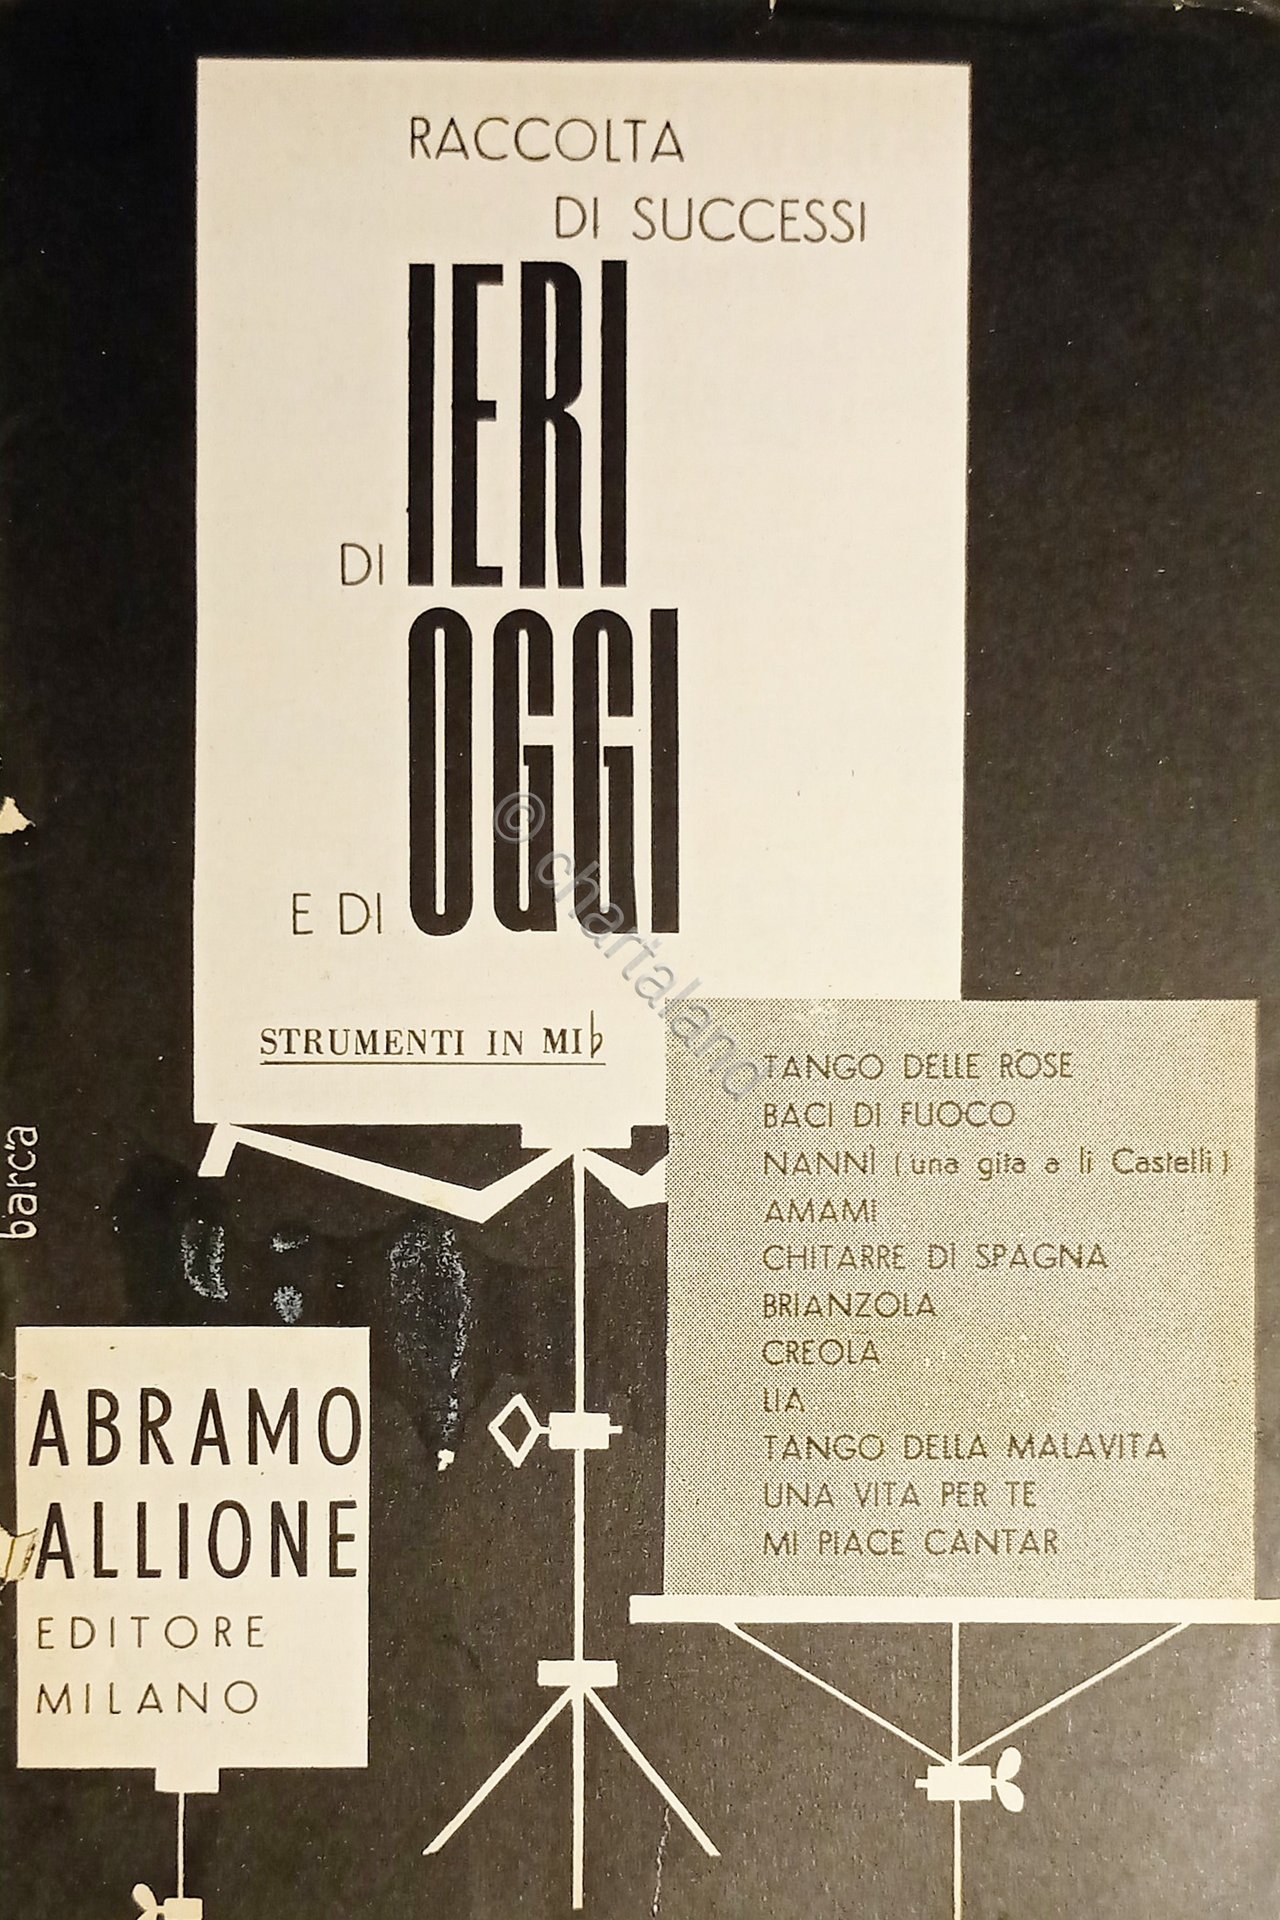 RACCOLTA
DI SUCCESSI
DI IERI
E DI OGGI
STRUMENTI IN MI♭
© chartaland
TANGO DELLE ROSE
BACI DI FUOCO
NANNÌ (una gita a li Castelli)
AMAMI
CHITARRE DI SPAGNA
BRIANZOLA
CREOLA
LIA
TANGO DELLA MALAVITA
UNA VITA PER TE
MI PIACE CANTAR
barc'a
ABRAMO
ALLIONE
EDITORE
MILANO